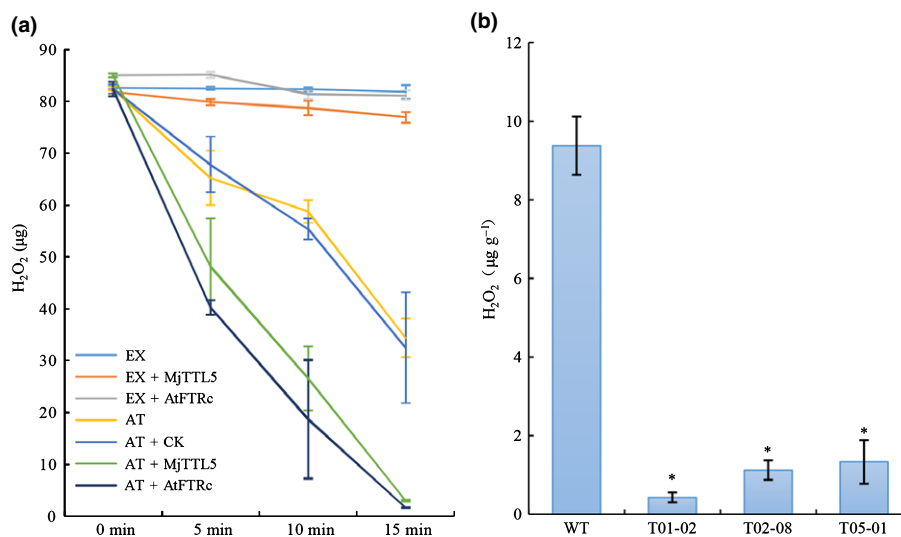 (a)
90
80
70
60
50
40
30
20
10
0
H₂O₂ (µg)
EX
EX + MjTTL5
EX + AtFTRc
AT
AT + CK
AT + MjTTL5
AT + AtFTRc
0 min 5 min 10 min 15 min
(b)
12
10
8
6
4
2
0
H₂O₂ (µg g⁻¹)
* * *
WT T01-02 T02-08 T05-01